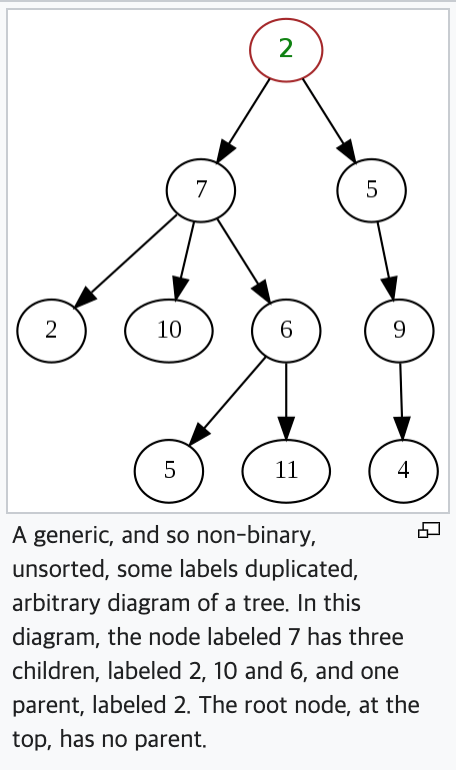 2
7 5
2 10 6 9
5 11 4
A generic, and so non-binary,
unsorted, some labels duplicated,
arbitrary diagram of a tree. In this
diagram, the node labeled 7 has three
children, labeled 2, 10 and 6, and one
parent, labeled 2. The root node, at the
top, has no parent.